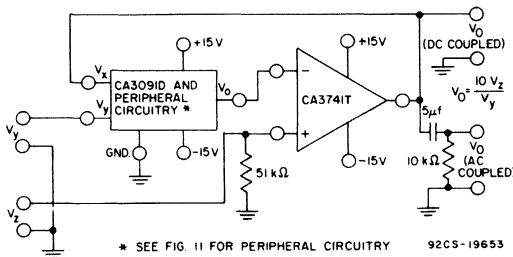 +15V
+15V
Vx
CA3091D AND
PERIPHERAL
CIRCUITRY *
Vo
Vy
Vy
GND.
-15V
−
CA3741T
+
-15V
51 kΩ
Vz
Vo
(DC COUPLED)
Vo = 10 Vz / Vy
5μf
10 kΩ
Vo
(AC
COUPLED)
* SEE FIG. 11 FOR PERIPHERAL CIRCUITRY
92CS-19653